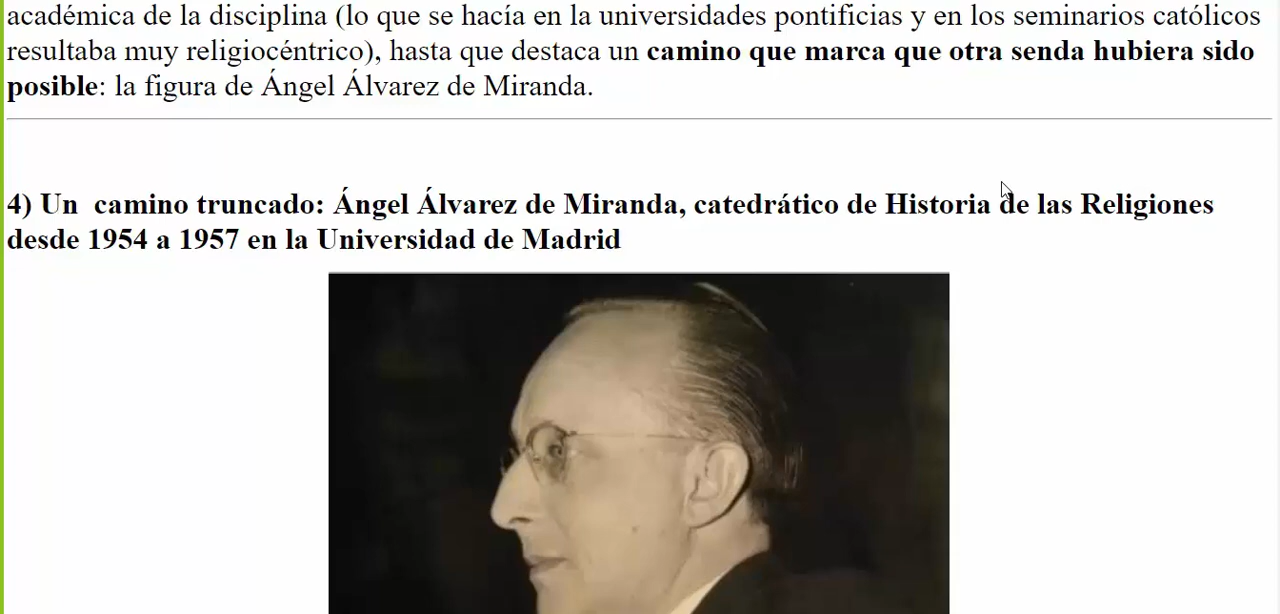 académica de la disciplina (lo que se hacía en la universidades pontificias y en los seminarios católicos
resultaba muy religiocéntrico), hasta que destaca un camino que marca que otra senda hubiera sido
posible: la figura de Ángel Álvarez de Miranda.
4) Un  camino truncado: Ángel Álvarez de Miranda, catedrático de Historia de las Religiones
desde 1954 a 1957 en la Universidad de Madrid